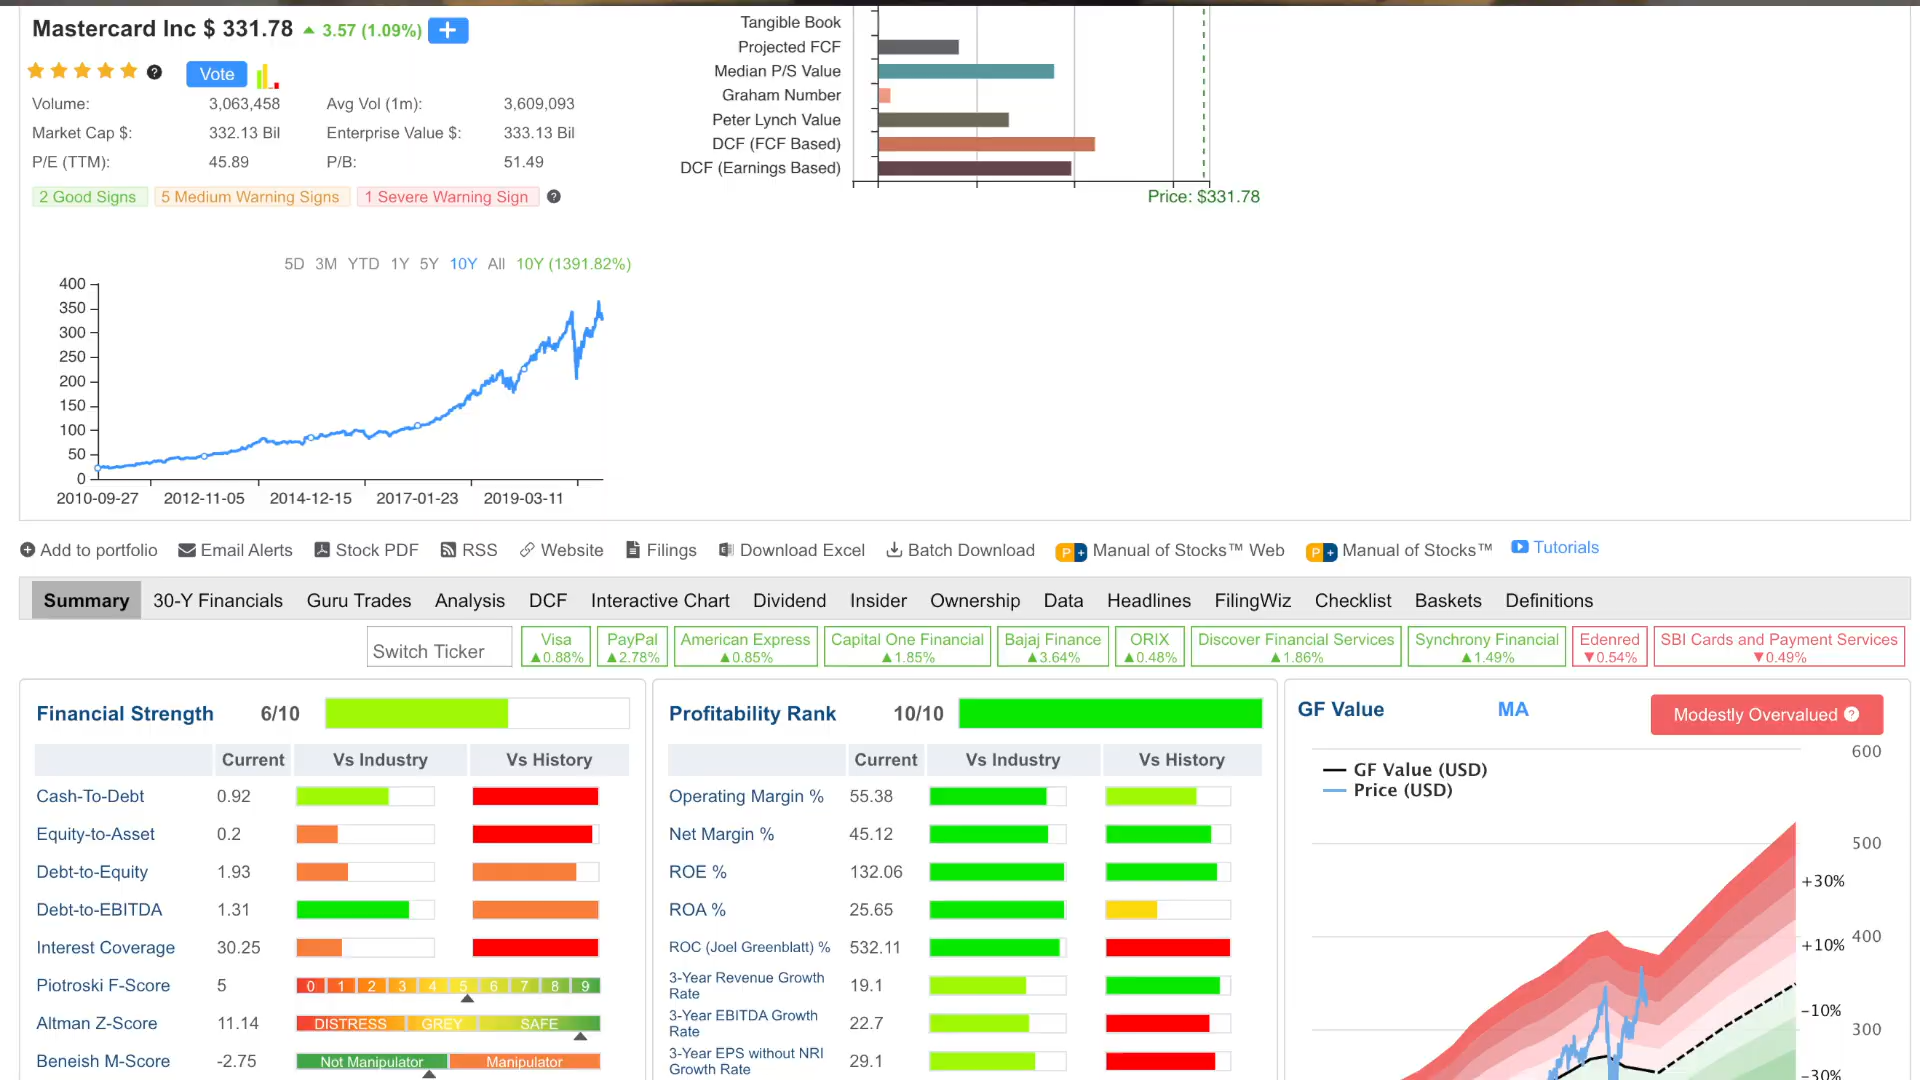 Mastercard Inc $ 331.78 ▲ 3.57 (1.09%) +
Vote
Volume: 3,063,458 Avg Vol (1m): 3,609,093
Market Cap $: 332.13 Bil Enterprise Value $: 333.13 Bil
P/E (TTM): 45.89 P/B: 51.49
2 Good Signs 5 Medium Warning Signs 1 Severe Warning Sign
Tangible Book
Projected FCF
Median P/S Value
Graham Number
Peter Lynch Value
DCF (FCF Based)
DCF (Earnings Based)
Price: $331.78
5D 3M YTD 1Y 5Y 10Y All 10Y (1391.82%)
400
350
300
250
200
150
100
50
0
2010-09-27 2012-11-05 2014-12-15 2017-01-23 2019-03-11
Add to portfolio Email Alerts Stock PDF RSS Website Filings Download Excel Batch Download P+ Manual of Stocks™ Web P+ Manual of Stocks™ Tutorials
Summary 30-Y Financials Guru Trades Analysis DCF Interactive Chart Dividend Insider Ownership Data Headlines FilingWiz Checklist Baskets Definitions
Switch Ticker
Visa
▲0.88%
PayPal
▲2.78%
American Express
▲0.85%
Capital One Financial
▲1.85%
Bajaj Finance
▲3.64%
ORIX
▲0.48%
Discover Financial Services
▲1.86%
Synchrony Financial
▲1.49%
Edenred
▼0.54%
SBI Cards and Payment Services
▼0.49%
Financial Strength 6/10
Current Vs Industry Vs History
Cash-To-Debt 0.92
Equity-to-Asset 0.2
Debt-to-Equity 1.93
Debt-to-EBITDA 1.31
Interest Coverage 30.25
Piotroski F-Score 5 0 1 2 3 4 5 6 7 8 9
Altman Z-Score 11.14 DISTRESS GREY SAFE
Beneish M-Score -2.75 Not Manipulator Manipulator
Profitability Rank 10/10
Current Vs Industry Vs History
Operating Margin % 55.38
Net Margin % 45.12
ROE % 132.06
ROA % 25.65
ROC (Joel Greenblatt) % 532.11
3-Year Revenue Growth
Rate 19.1
3-Year EBITDA Growth
Rate 22.7
3-Year EPS without NRI
Growth Rate 29.1
GF Value MA Modestly Overvalued ?
GF Value (USD)
Price (USD)
600
500
+30%
400
+10%
-10%
300
-30%